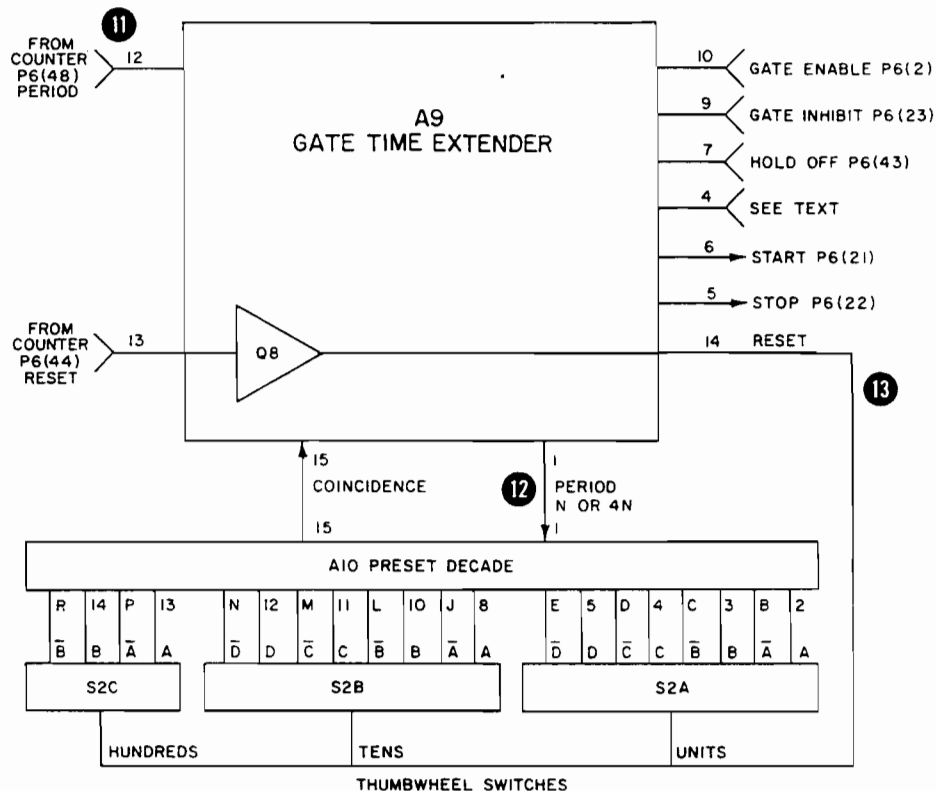 11
FROM
COUNTER
P6(48)
PERIOD
12
A9
GATE TIME EXTENDER
10
GATE ENABLE P6(2)
9
GATE INHIBIT P6(23)
7
HOLD OFF P6(43)
4
SEE TEXT
6
START P6(21)
5
STOP P6(22)
FROM
COUNTER
P6(44)
RESET
13
Q8
14 RESET
13
15
COINCIDENCE
15
12
1
PERIOD
N OR 4N
1
A10 PRESET DECADE
R 14 P 13 N 12 M 11 L 10 J 8 E 5 D 4 C 3 B 2
B̅ B A̅ A D̅ D C̅ C B̅ B A̅ A D̅ D C̅ C B̅ B A̅ A
S2C S2B S2A
HUNDREDS TENS UNITS
THUMBWHEEL SWITCHES